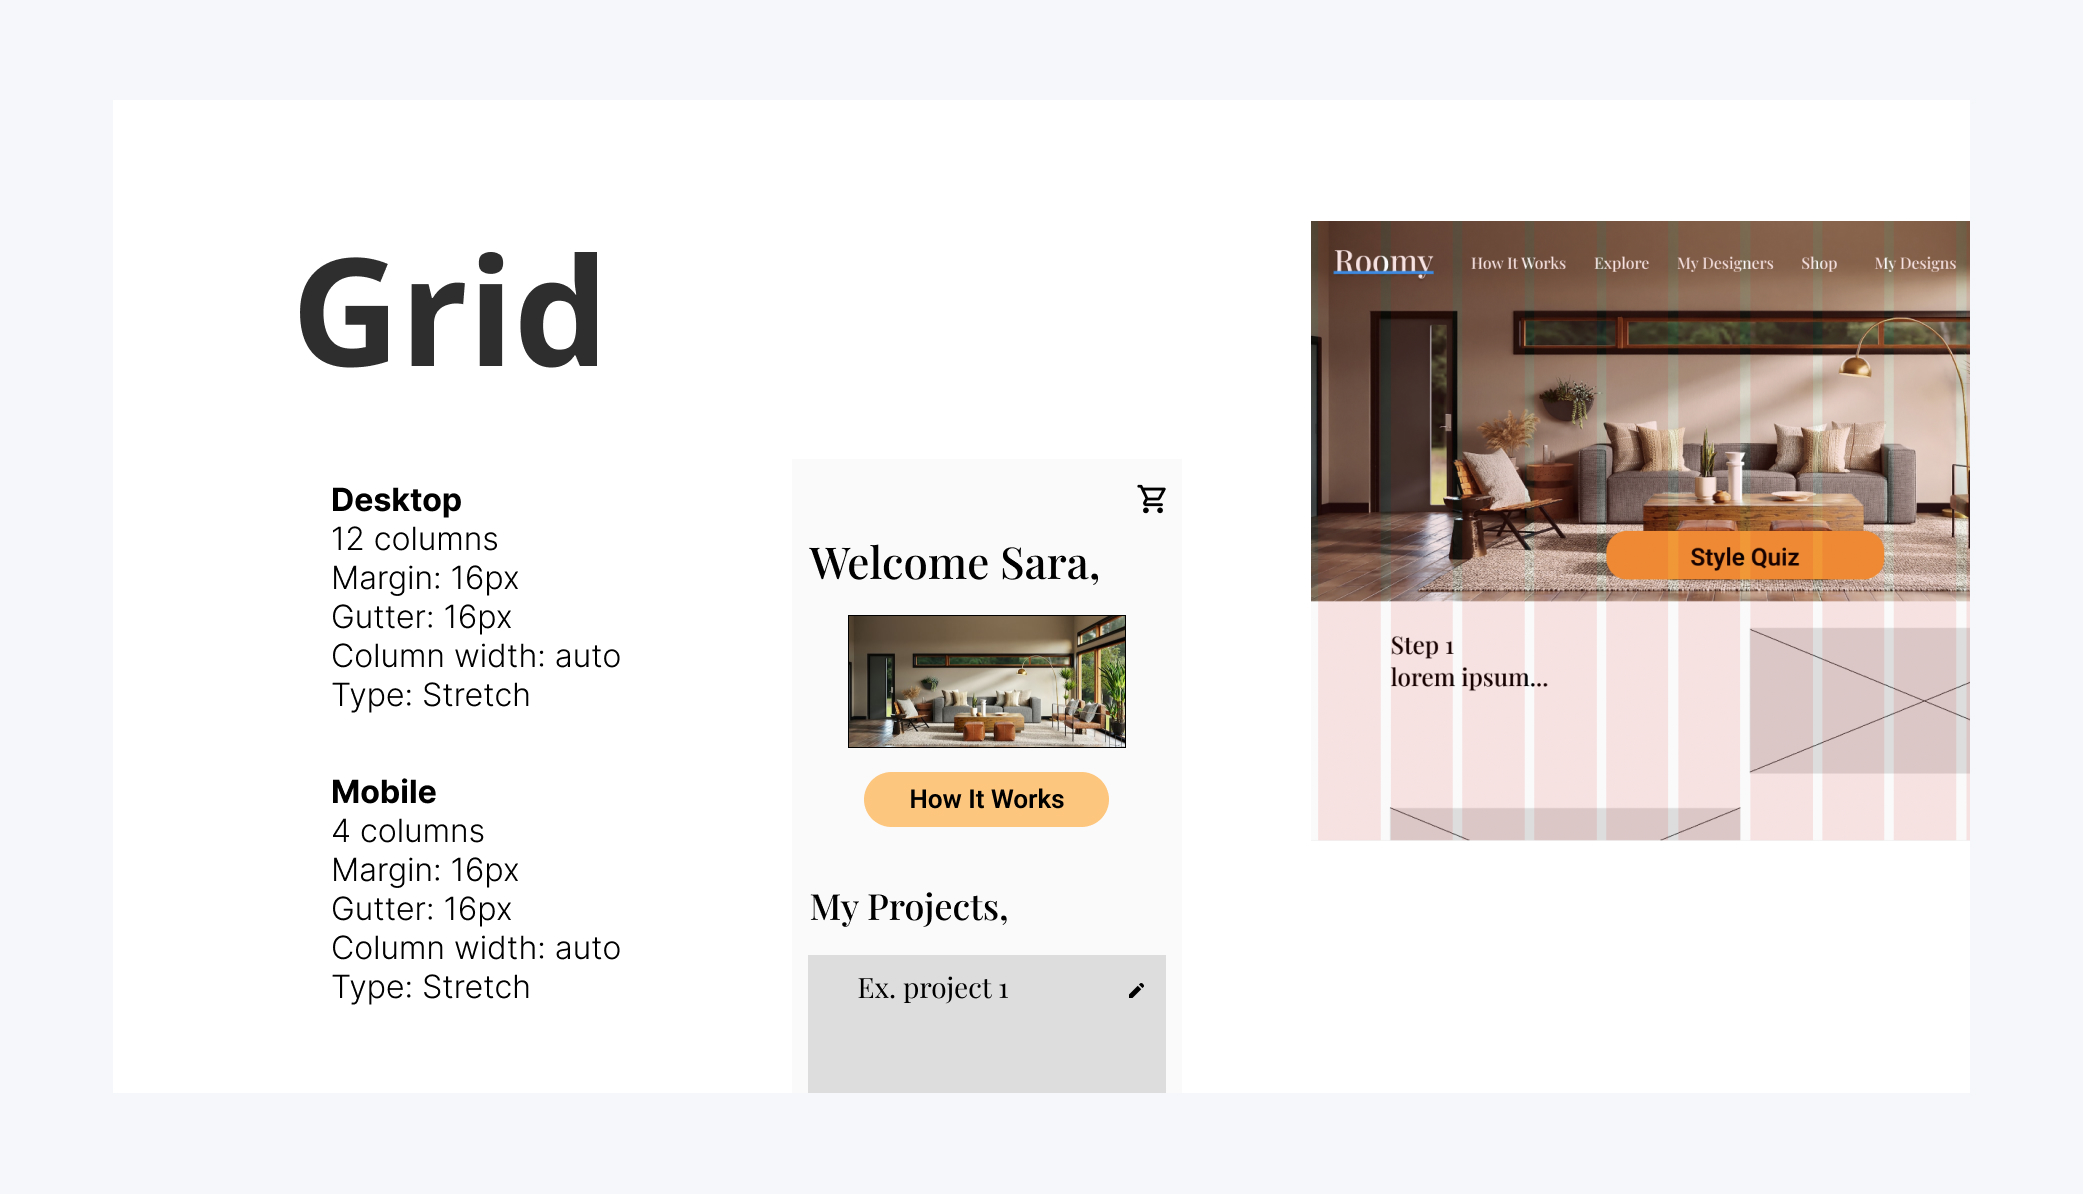 Grid
Desktop
12 columns
Margin: 16px
Gutter: 16px
Column width: auto
Type: Stretch
Mobile
4 columns
Margin: 16px
Gutter: 16px
Column width: auto
Type: Stretch
Welcome Sara,
How It Works
My Projects,
Ex. project 1
Roomy How It Works Explore My Designers Shop My Designs
Style Quiz
Step 1
lorem ipsum...